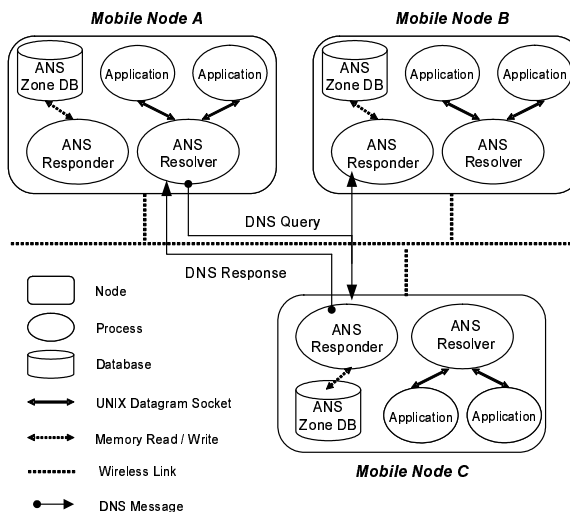 Mobile Node A
ANS
Zone DB
Application
Application
ANS
Responder
ANS
Resolver
Mobile Node B
ANS
Zone DB
Application
Application
ANS
Responder
ANS
Resolver
DNS Query
DNS Response
ANS
Responder
ANS
Resolver
ANS
Zone DB
Application
Application
Mobile Node C
Node
Process
Database
UNIX Datagram Socket
Memory Read / Write
Wireless Link
DNS Message